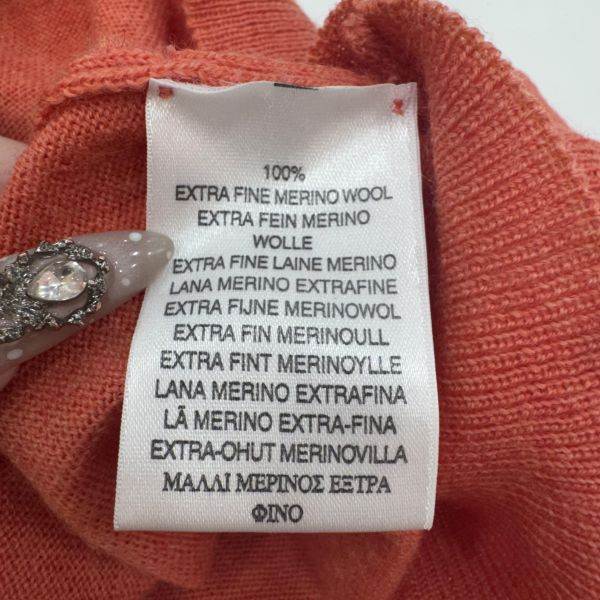 100%
EXTRA FINE MERINO WOOL
EXTRA FEIN MERINO
WOLLE
EXTRA FINE LAINE MERINO
LANA MERINO EXTRAFINE
EXTRA FIJNE MERINOWOL
EXTRA FIN MERINOULL
EXTRA FINT MERINOYLLE
LANA MERINO EXTRAFINA
LÃ MERINO EXTRA-FINA
EXTRA-OHUT MERINOVILLA
ΜΑΛΛΙ ΜΕΡΙΝΟΣ ΕΞΤΡΑ
ΦΙΝΟ